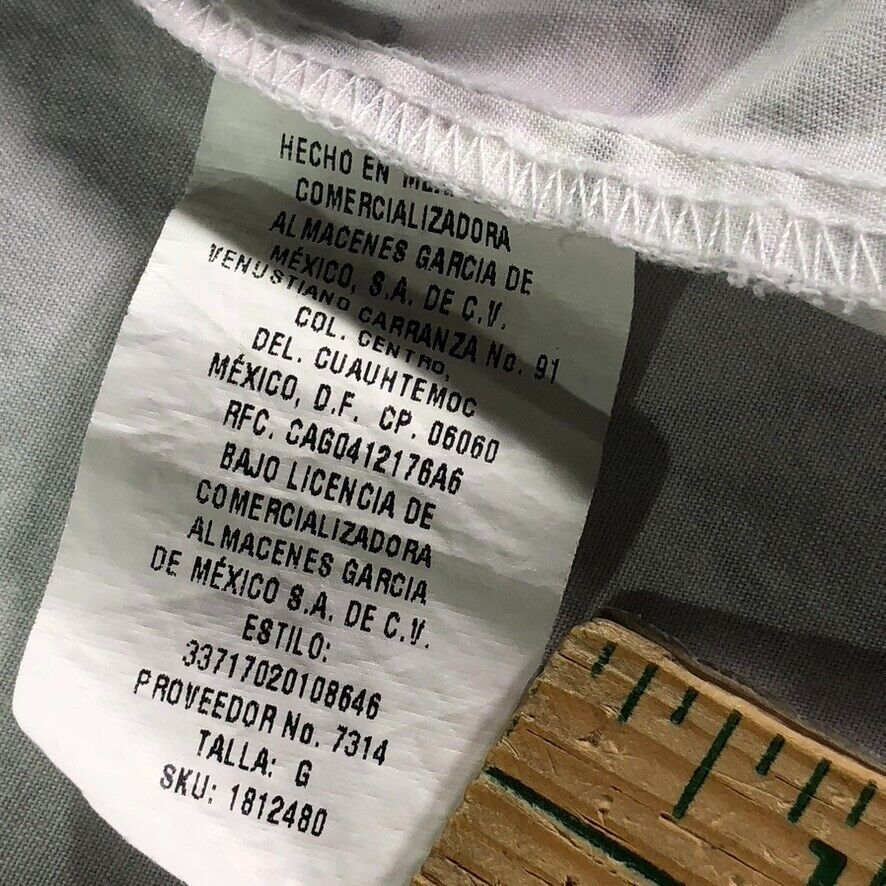 HECHO EN
COMERCIALIZADORA
ALMACENES GARCIA DE
MÉXICO, S.A. DE C.V.
VENUSTIANO CARRANZA No. 91
COL. CENTRO,
DEL. CUAUHTEMOC
MÉXICO, D.F. CP. 06060
RFC. CAG0412176A6
BAJO LICENCIA DE
COMERCIALIZADORA
ALMACENES GARCIA
DE MÉXICO S.A. DE C.V.
ESTILO:
33717020108646
PROVEEDOR No. 7314
TALLA: G
SKU: 1812480